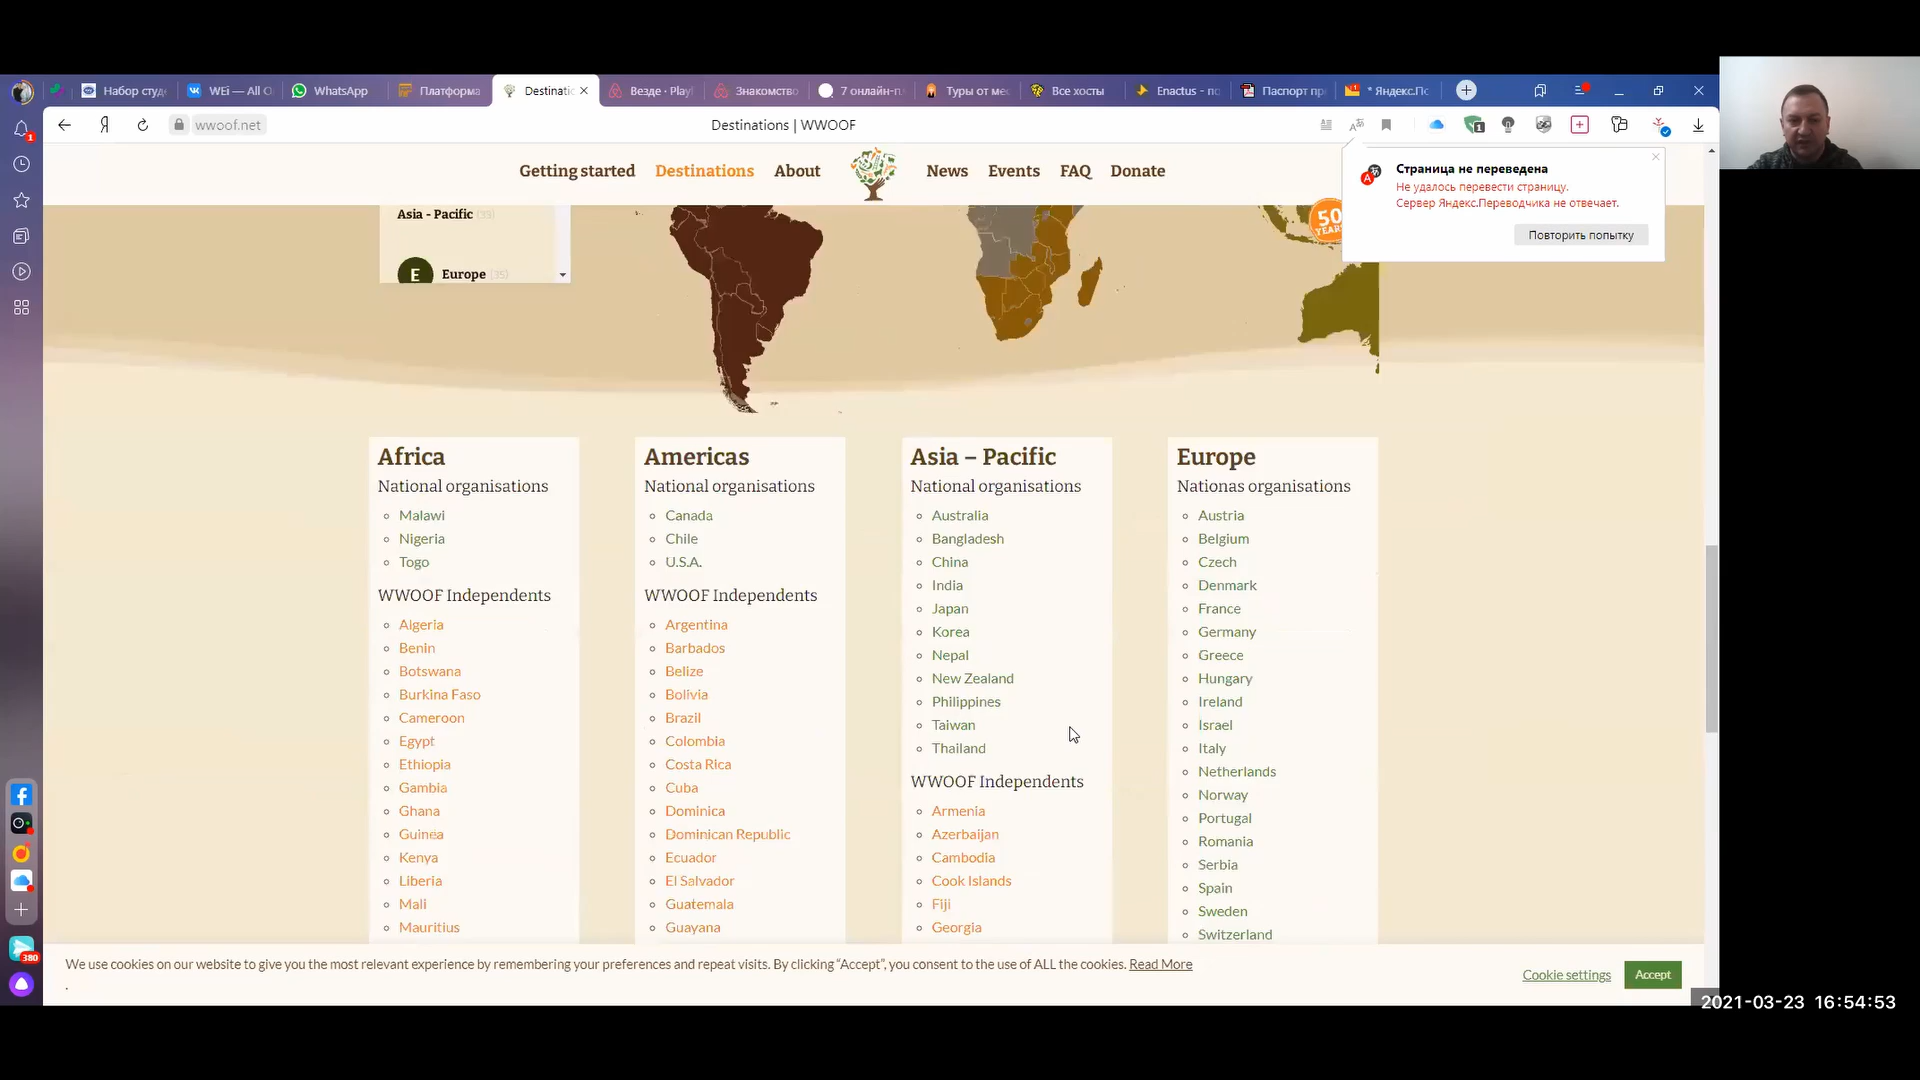 Набор студ
WEi — All O
WhatsApp
Платформа
Destinatic
Везде · Playl
Знакомство
7 онлайн-п
Туры от ме
Все хосты
Enactus - по
Паспорт пр
* Яндекс.Пс
wwoof.net
Destinations | WWOOF
Getting started
Destinations
About
News
Events
FAQ
Donate
Страница не переведена
Не удалось перевести страницу.
Сервер Яндекс.Переводчика не отвечает.
Повторить попытку
Asia - Pacific (33)
E Europe (35)
50
YEARS
Africa
National organisations
Malawi
Nigeria
Togo
WWOOF Independents
Algeria
Benin
Botswana
Burkina Faso
Cameroon
Egypt
Ethiopia
Gambia
Ghana
Guinea
Kenya
Liberia
Mali
Mauritius
Americas
National organisations
Canada
Chile
U.S.A.
WWOOF Independents
Argentina
Barbados
Belize
Bolivia
Brazil
Colombia
Costa Rica
Cuba
Dominica
Dominican Republic
Ecuador
El Salvador
Guatemala
Guayana
Asia – Pacific
National organisations
Australia
Bangladesh
China
India
Japan
Korea
Nepal
New Zealand
Philippines
Taiwan
Thailand
WWOOF Independents
Armenia
Azerbaijan
Cambodia
Cook Islands
Fiji
Georgia
Europe
Nationas organisations
Austria
Belgium
Czech
Denmark
France
Germany
Greece
Hungary
Ireland
Israel
Italy
Netherlands
Norway
Portugal
Romania
Serbia
Spain
Sweden
Switzerland
We use cookies on our website to give you the most relevant experience by remembering your preferences and repeat visits. By clicking “Accept”, you consent to the use of ALL the cookies. Read More
.
Cookie settings
Accept
380
2021-03-23 16:54:53